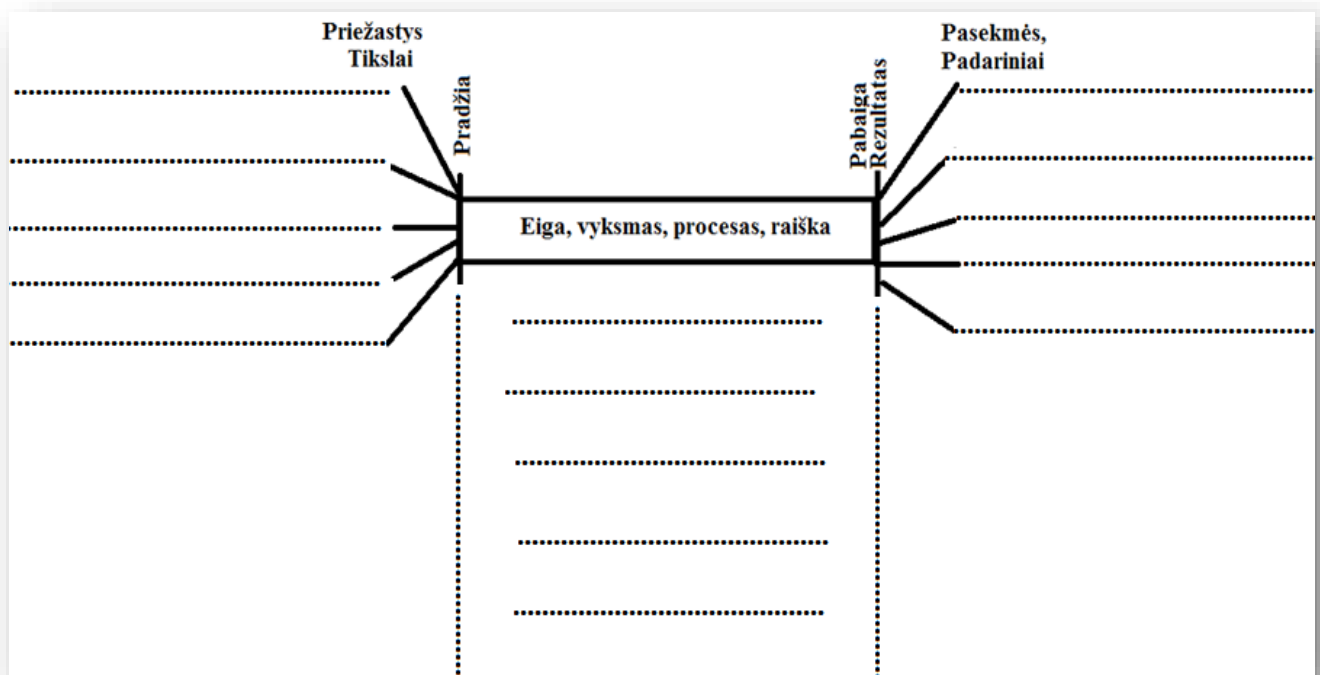 Priežastys
Tikslai
Pradžia
Eiga, vyksmas, procesas, raiška
Pabaiga
Rezultatas
Pasekmės,
Padariniai